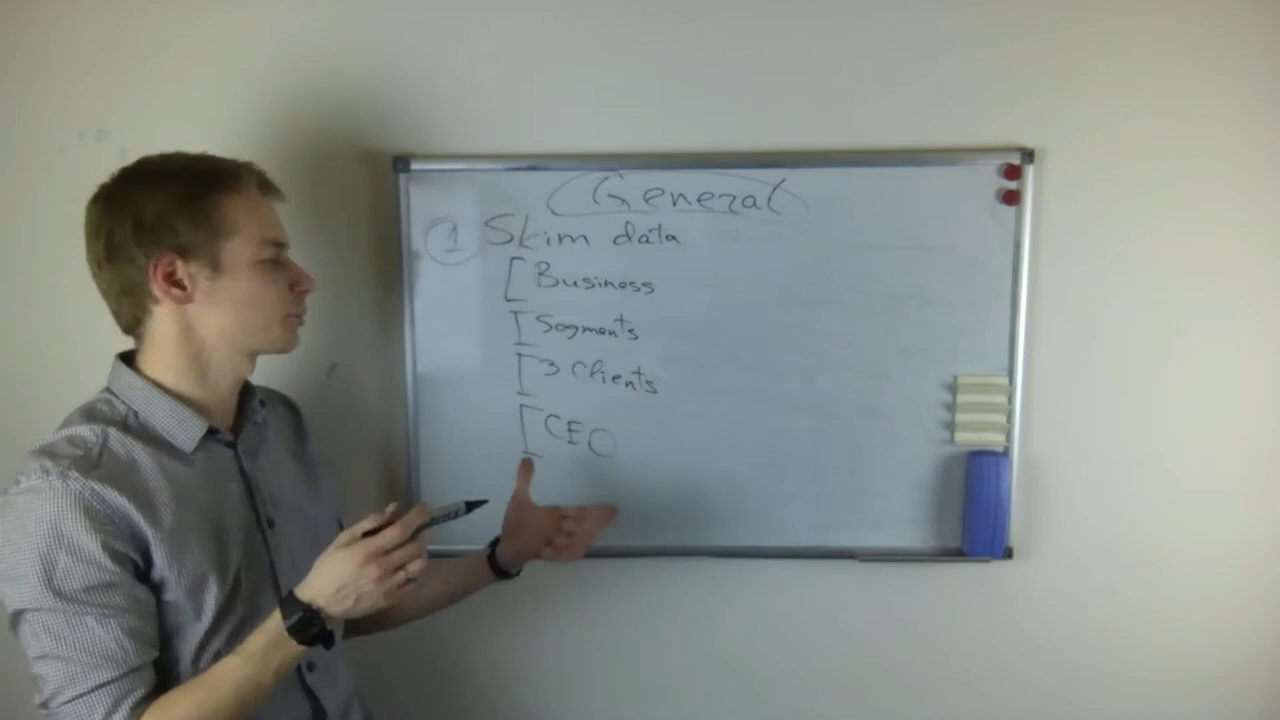 General
1 Skim data
Business
Segments
3 Clients
CEO